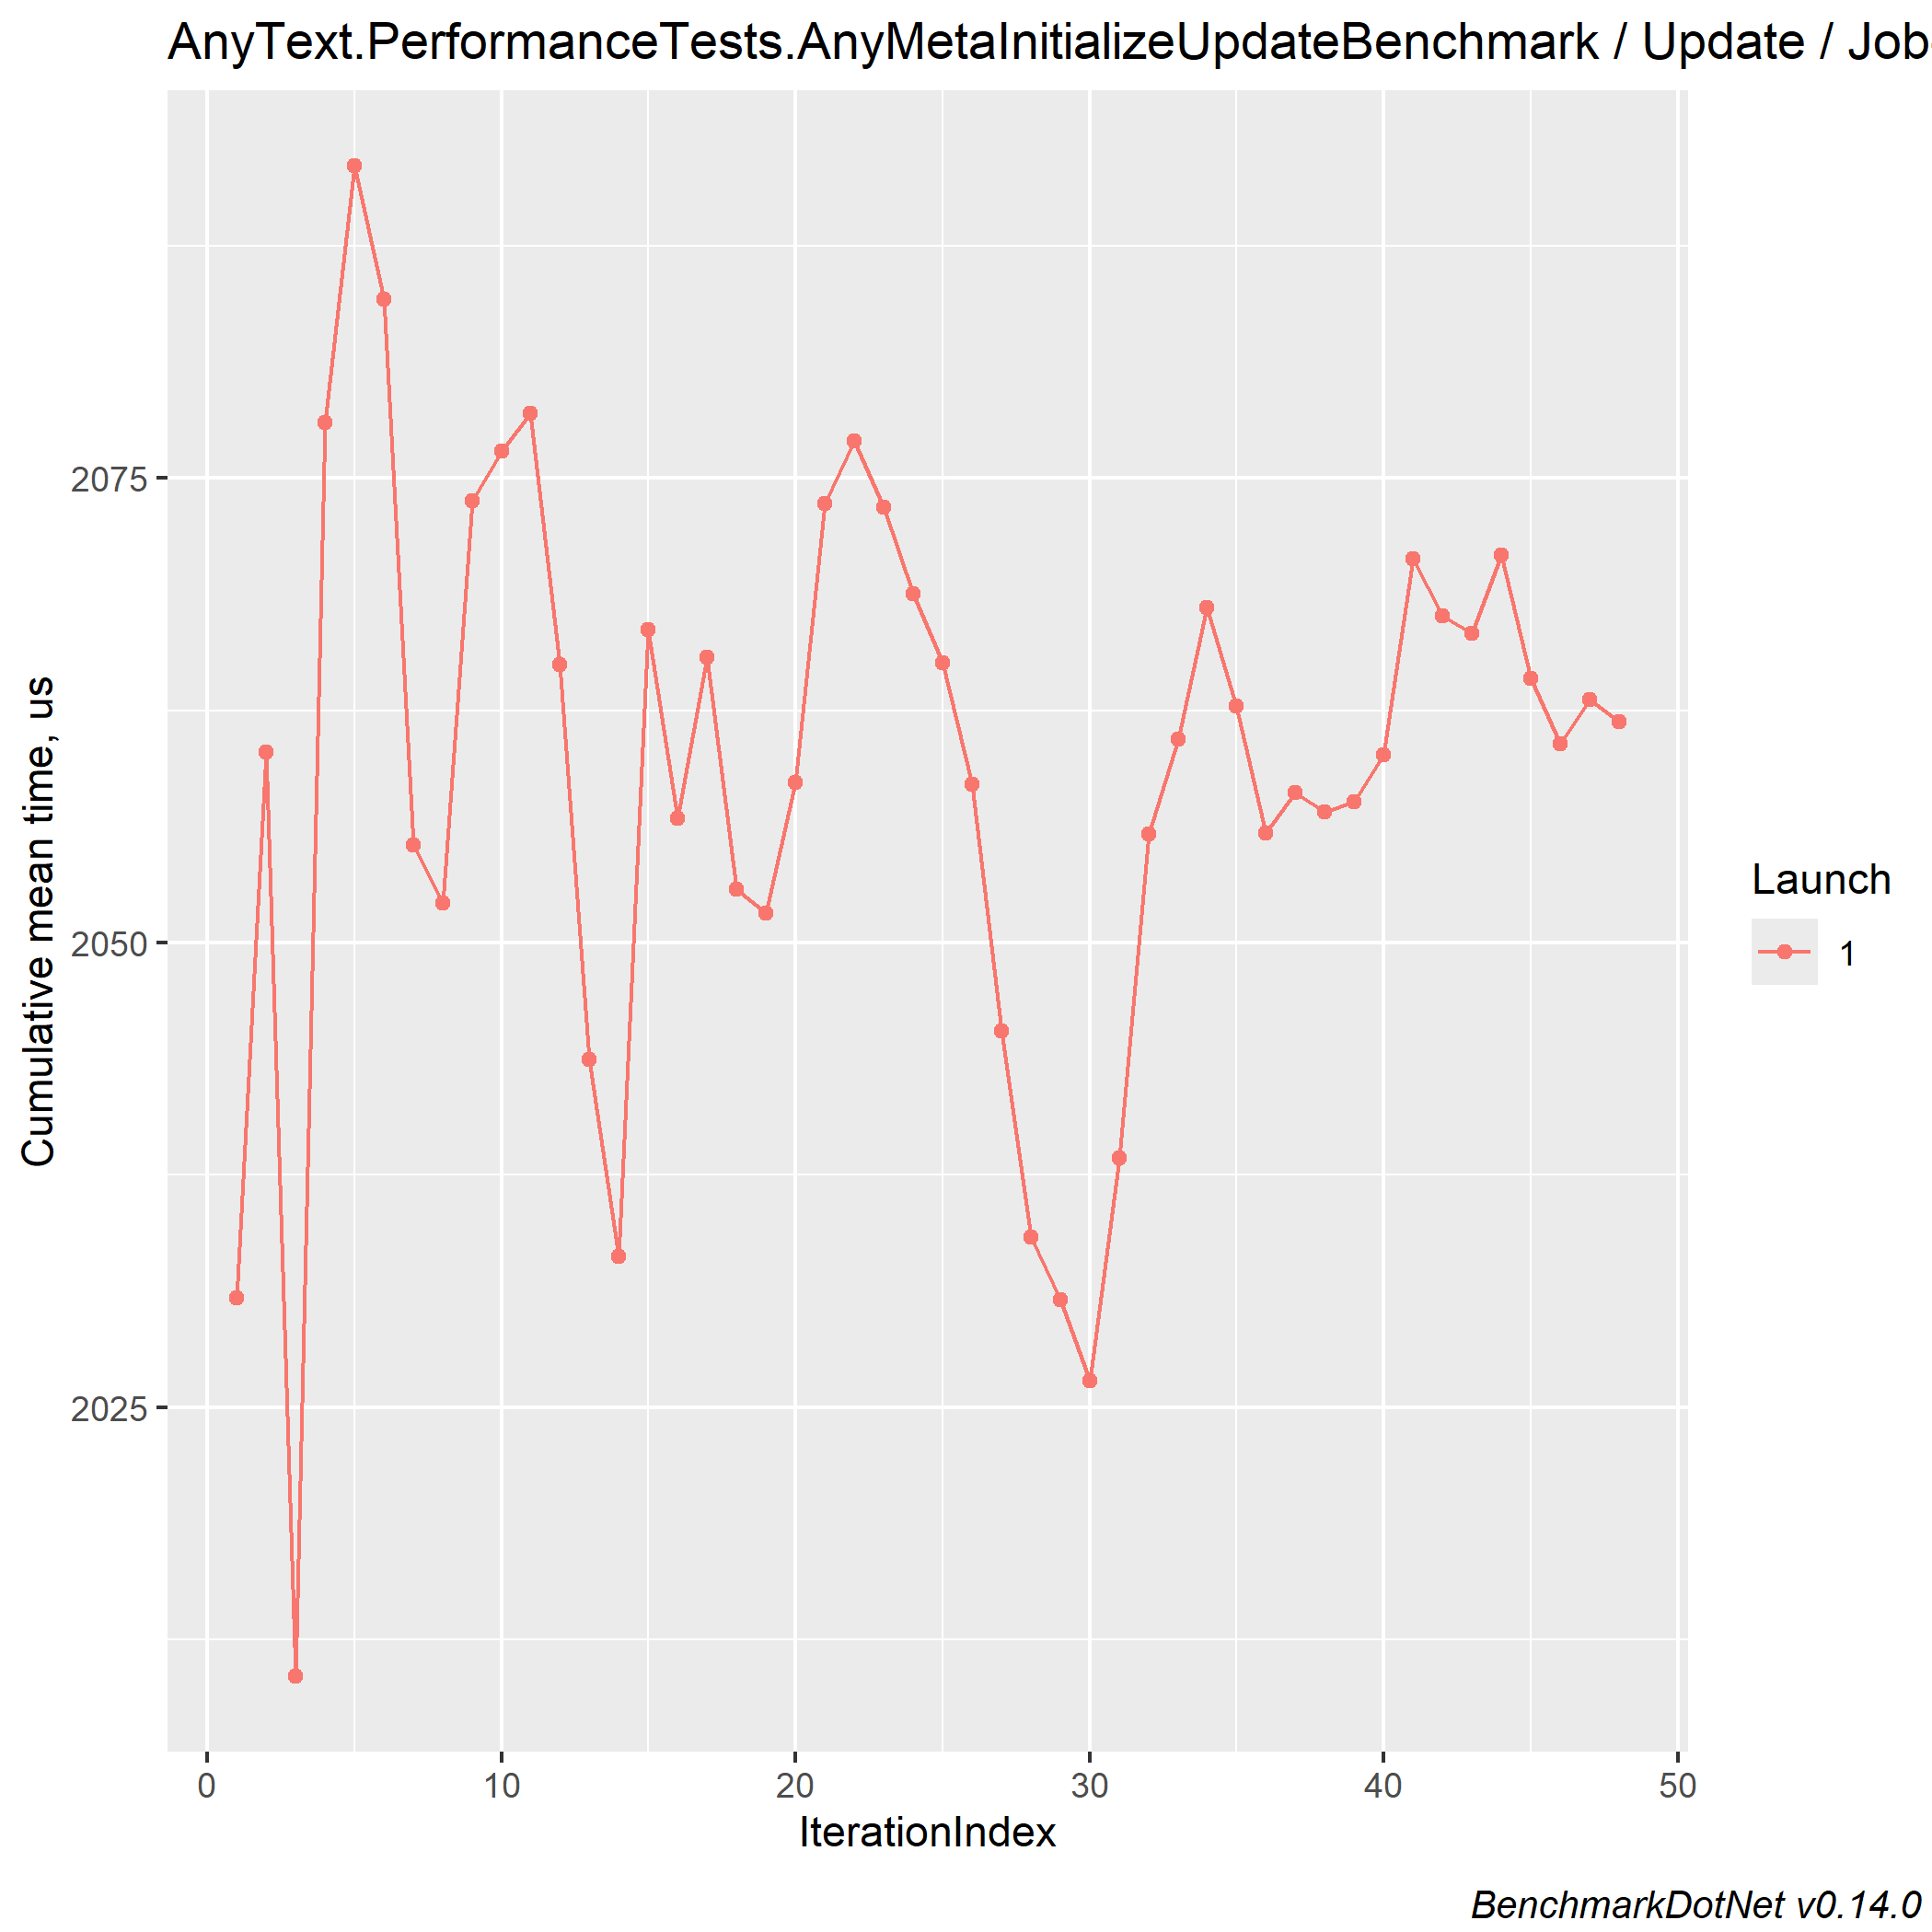 AnyText.PerformanceTests.AnyMetaInitializeUpdateBenchmark / Update / Job
Cumulative mean time, us
2075
2050
2025
0 10 20 30 40 50
IterationIndex
Launch
1
BenchmarkDotNet v0.14.0